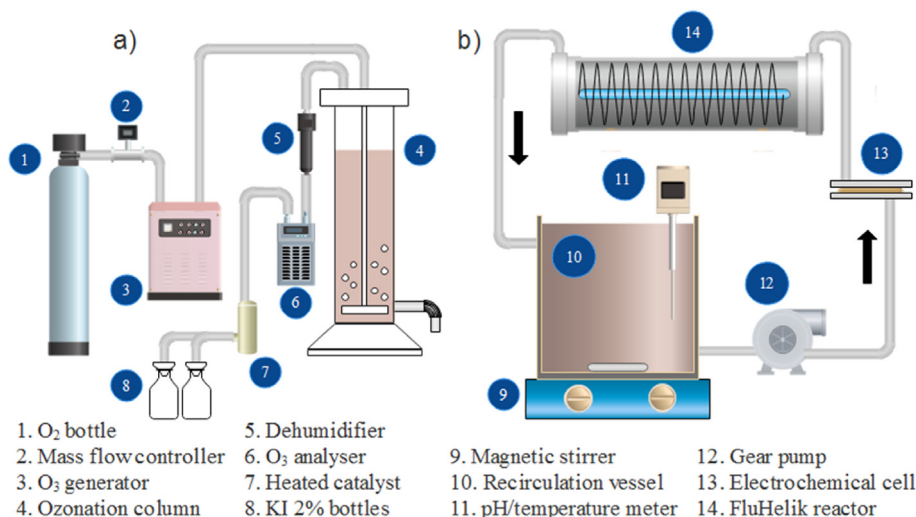 a)
b)
14
2
1
5
4
11
13
10
12
3
6
7
8
9
1. O₂ bottle
2. Mass flow controller
3. O₃ generator
4. Ozonation column
5. Dehumidifier
6. O₃ analyser
7. Heated catalyst
8. KI 2% bottles
9. Magnetic stirrer
10. Recirculation vessel
11. pH/temperature meter
12. Gear pump
13. Electrochemical cell
14. FluHelik reactor